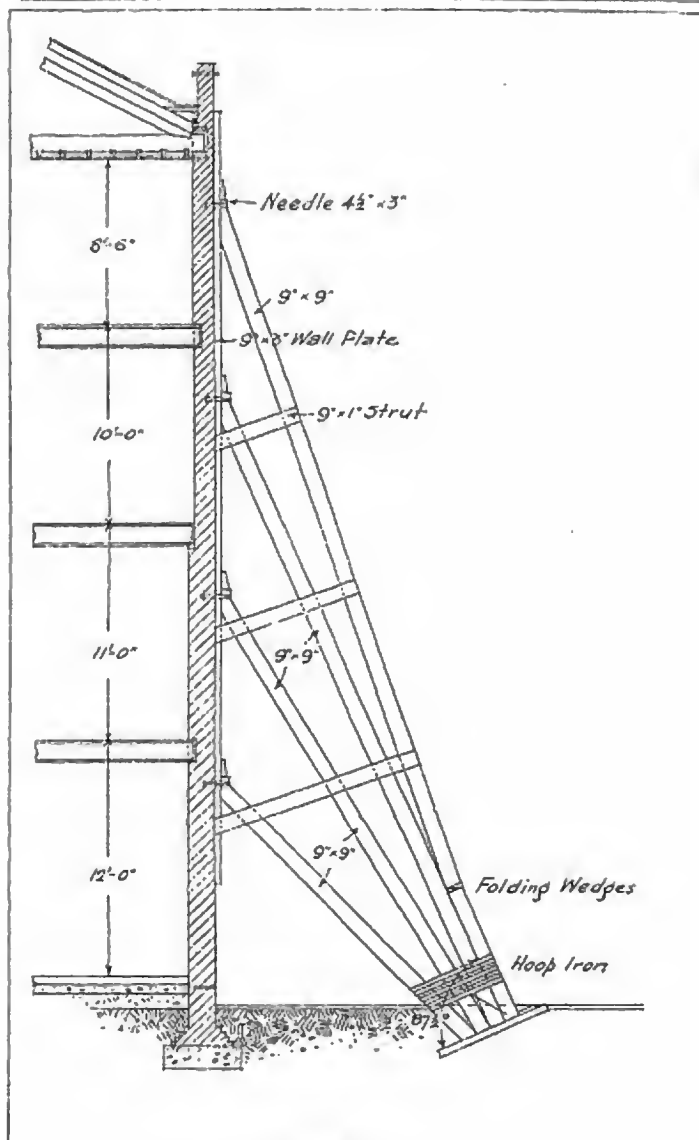 Needle 4½" x 3"
8'-6"
9" x 9"
9" x 3" Wall Plate
9" x 1" Strut
10'-0"
11'-0"
9" x 9"
9" x 9"
12'-0"
Folding Wedges
Hoop Iron
87½°